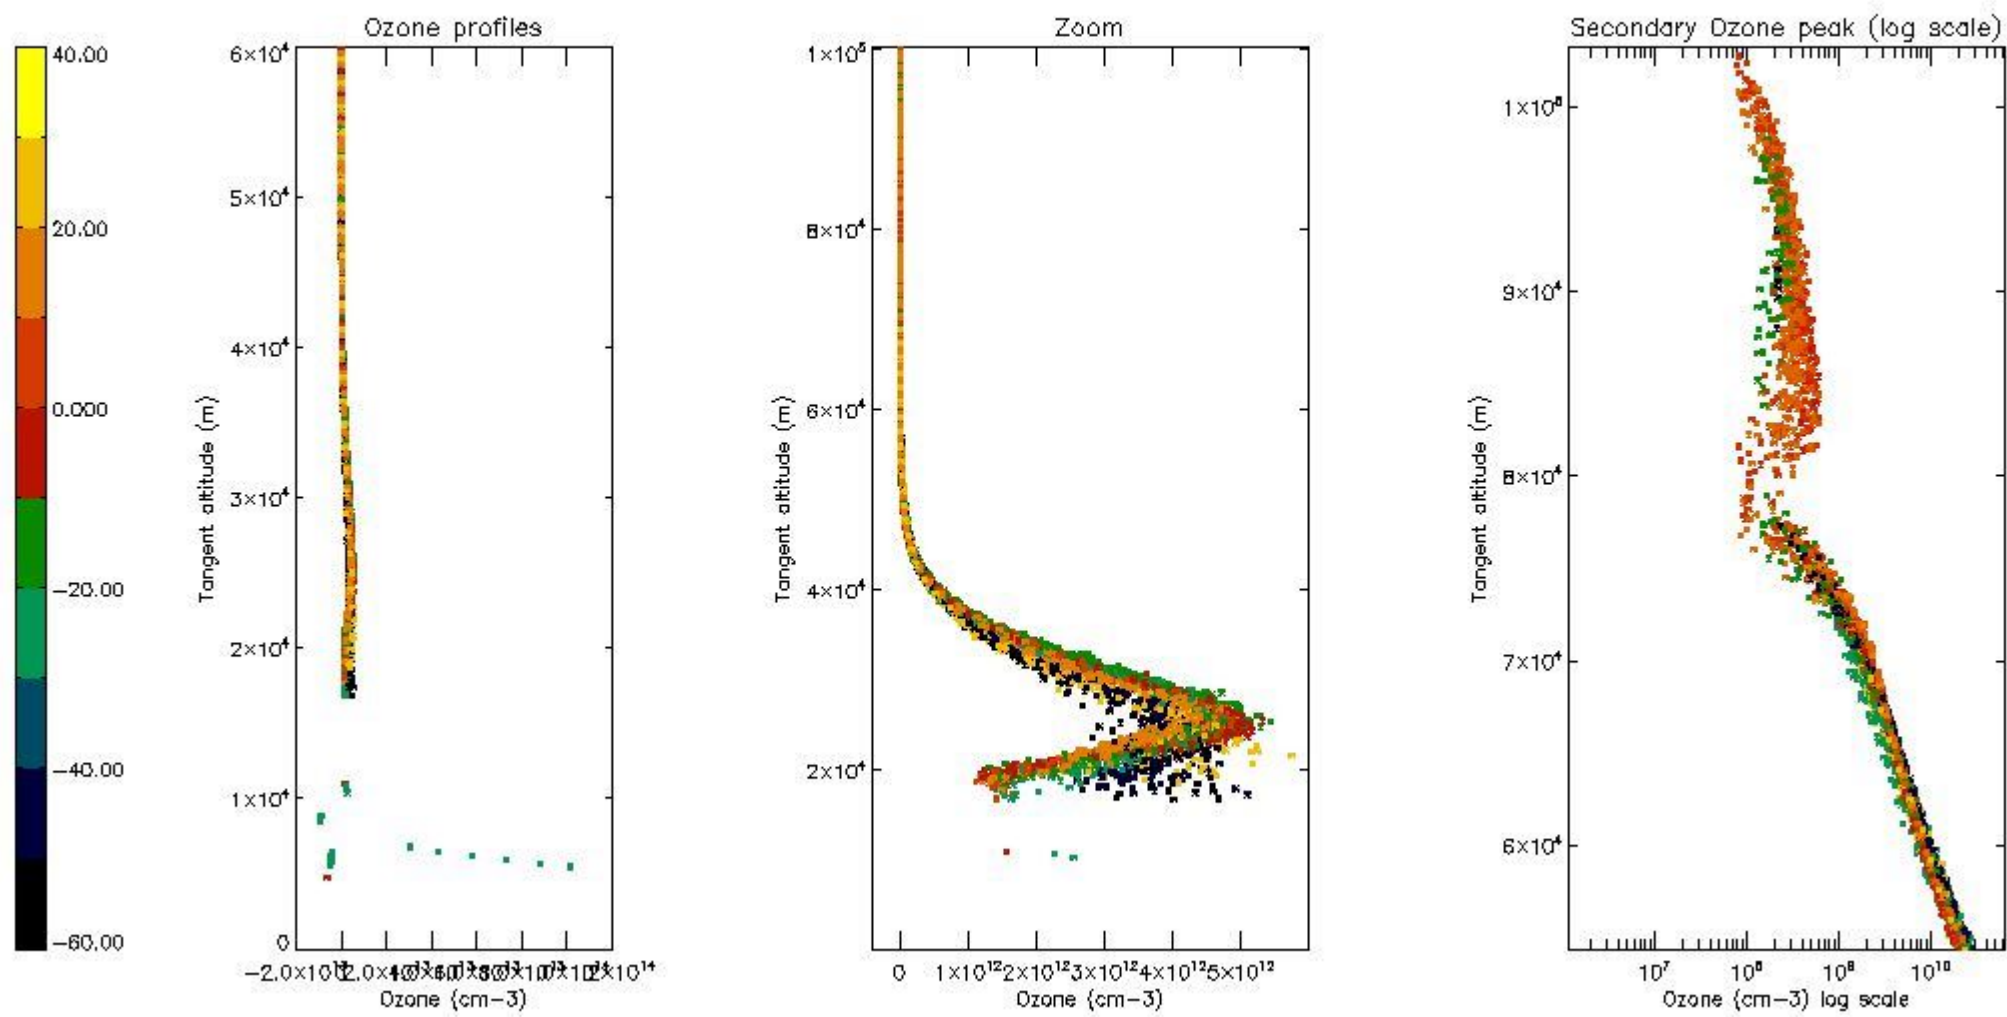 Ozone profiles
Zoom
Secondary Ozone peak (log scale)
40.00
20.00
0.000
−20.00
−40.00
−60.00
Tangent altitude (m)
6×10⁴
5×10⁴
4×10⁴
3×10⁴
2×10⁴
1×10⁴
0
Ozone (cm−3)
Tangent altitude (m)
1×10⁵
8×10⁴
6×10⁴
4×10⁴
2×10⁴
0 1×10¹² 2×10¹² 3×10¹² 4×10¹² 5×10¹²
Ozone (cm−3)
Tangent altitude (m)
1×10⁵
9×10⁴
8×10⁴
7×10⁴
6×10⁴
10⁷ 10⁸ 10⁹ 10¹⁰
Ozone (cm−3) log scale